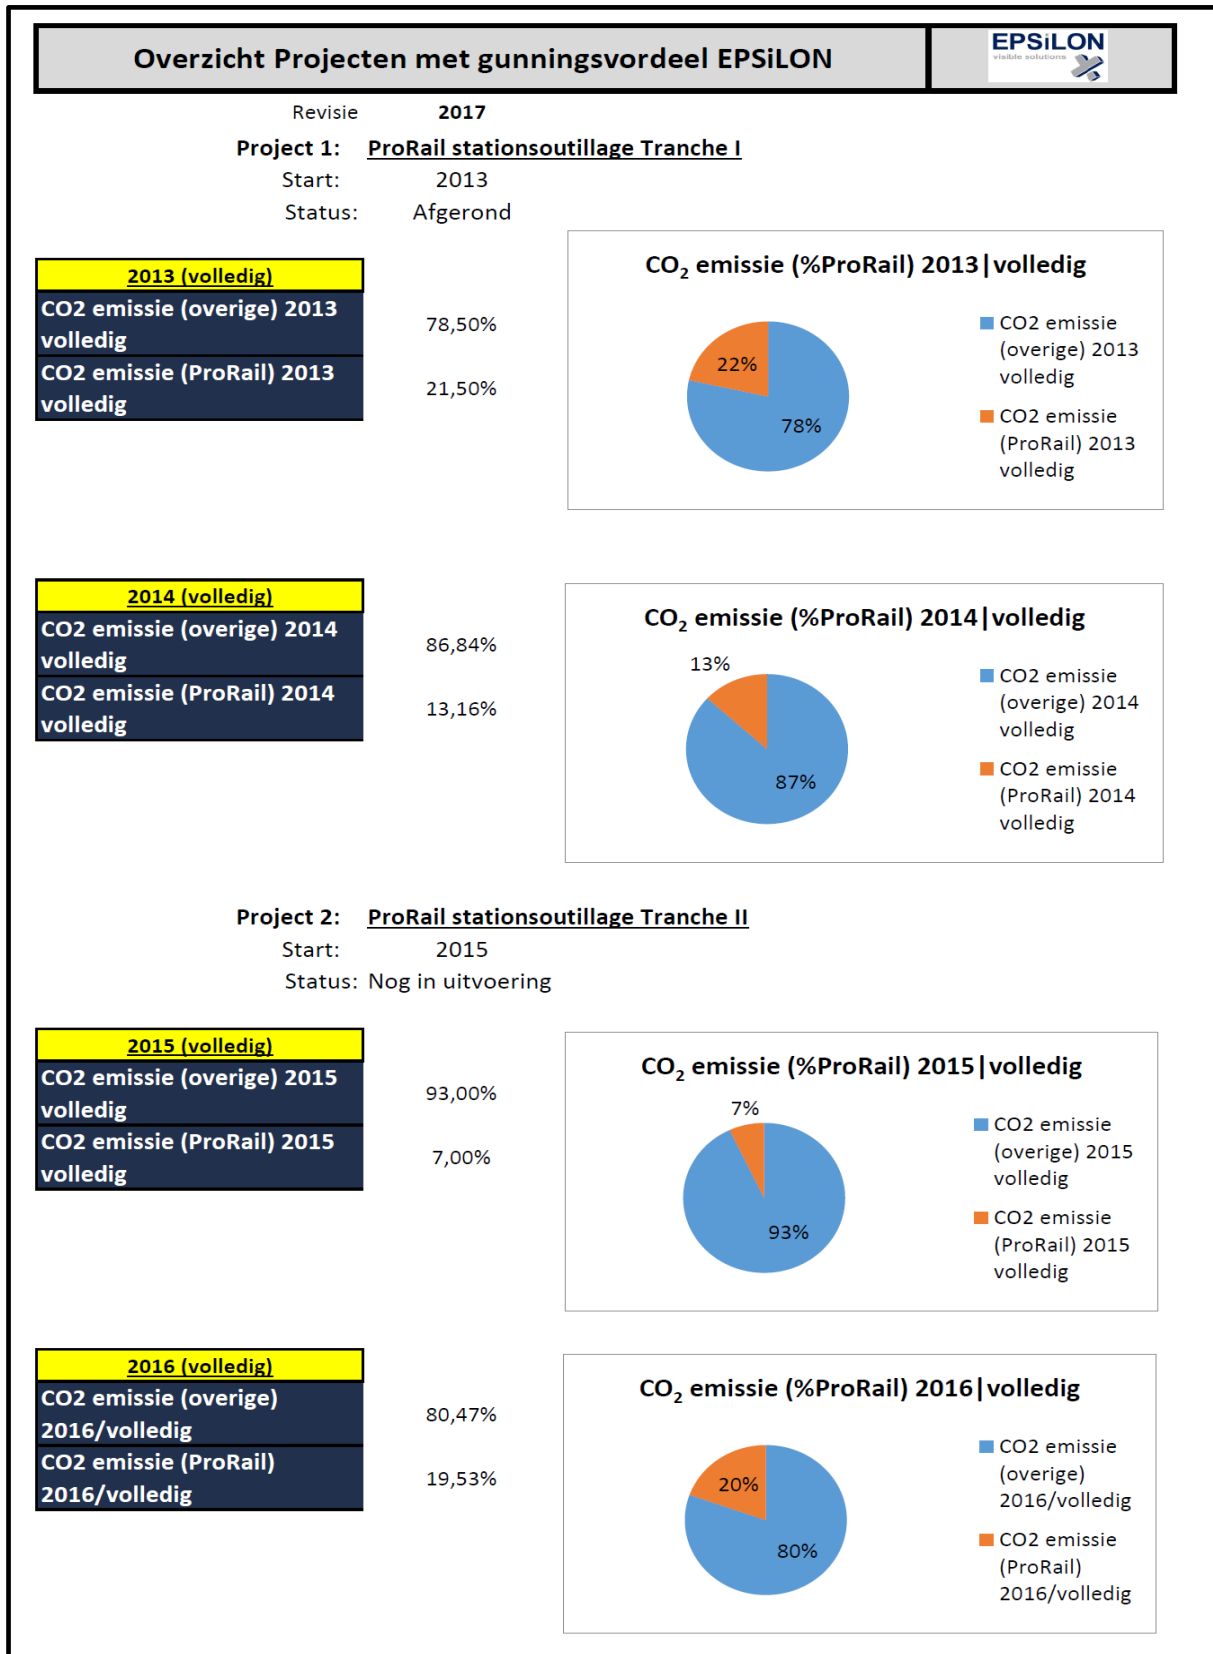 Overzicht Projecten met gunningsvordeel EPSiLON
EPSiLON
visible solutions
Revisie 2017
Project 1: ProRail stationsoutillage Tranche I
Start: 2013
Status: Afgerond
2013 (volledig)
CO2 emissie (overige) 2013
volledig
78,50%
CO2 emissie (ProRail) 2013
volledig
21,50%
CO₂ emissie (%ProRail) 2013|volledig
22%
78%
CO2 emissie
(overige) 2013
volledig
CO2 emissie
(ProRail) 2013
volledig
2014 (volledig)
CO2 emissie (overige) 2014
volledig
86,84%
CO2 emissie (ProRail) 2014
volledig
13,16%
CO₂ emissie (%ProRail) 2014|volledig
13%
87%
CO2 emissie
(overige) 2014
volledig
CO2 emissie
(ProRail) 2014
volledig
Project 2: ProRail stationsoutillage Tranche II
Start: 2015
Status: Nog in uitvoering
2015 (volledig)
CO2 emissie (overige) 2015
volledig
93,00%
CO2 emissie (ProRail) 2015
volledig
7,00%
CO₂ emissie (%ProRail) 2015|volledig
7%
93%
CO2 emissie
(overige) 2015
volledig
CO2 emissie
(ProRail) 2015
volledig
2016 (volledig)
CO2 emissie (overige)
2016/volledig
80,47%
CO2 emissie (ProRail)
2016/volledig
19,53%
CO₂ emissie (%ProRail) 2016|volledig
20%
80%
CO2 emissie
(overige)
2016/volledig
CO2 emissie
(ProRail)
2016/volledig